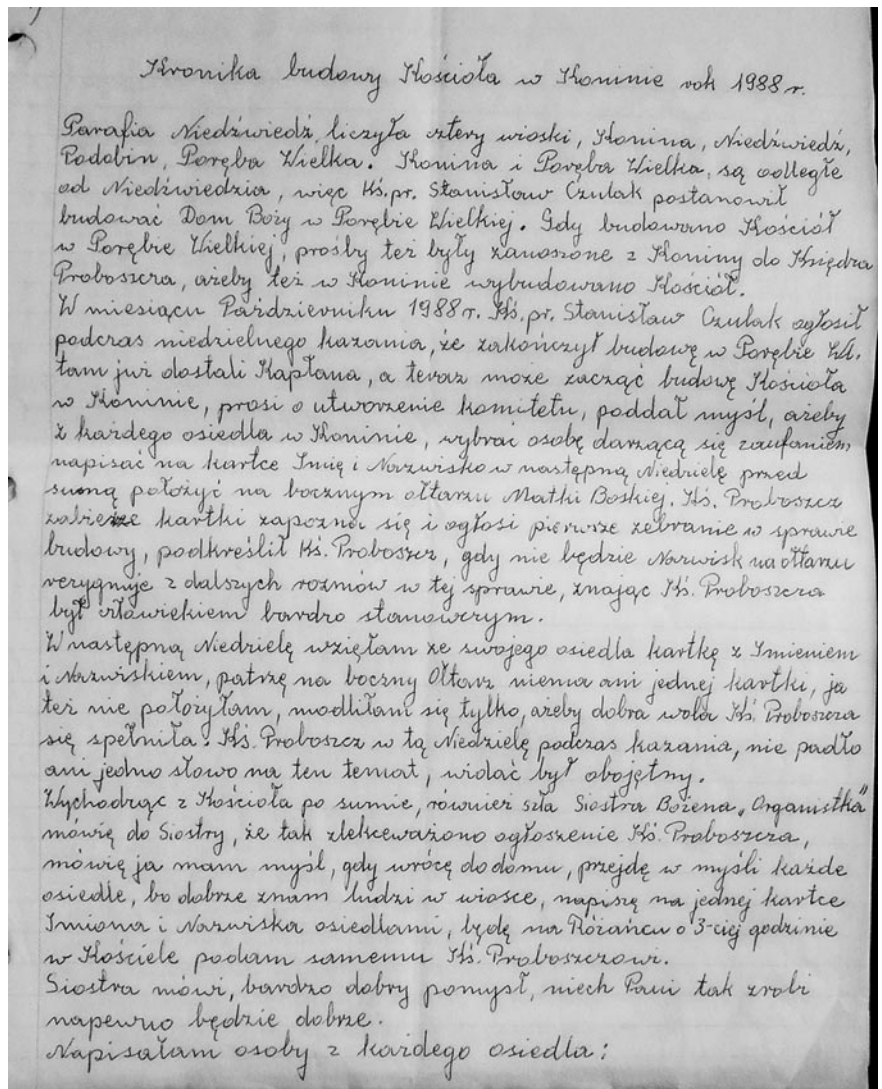 Kronika budowy Kościoła w Koninie rok 1988 r.
Parafia Niedźwiedź, liczyła cztery wioski, Konina, Niedźwiedź,
Podobin, Poręba Wielka. Konina i Poręba Wielka, są odległe
od Niedźwiedzia, więc Kś.pr. Stanisław Czulak postanowił
budować Dom Boży w Porębie Wielkiej. Gdy budowano Kościół
w Porębie Wielkiej, prośby też były zanoszone z Koniny do Księdza
Proboszcza, ażeby też w Koninie wybudowano Kościół.
W miesiącu Październiku 1988 r. Kś.pr. Stanisław Czulak ogłosił
podczas niedzielnego kazania, że zakończył budowę w Porębie Wl.
tam już dostali Kapłana, a teraz może zacząć budowę Kościoła
w Koninie, prosi o utworzenie komitetu, poddał myśl, ażeby
z każdego osiedla w Koninie, wybrać osobę darzącą się zaufaniem
napisać na kartce Imię i Nazwisko w następną Niedzielę przed
sumą położyć na bocznym ołtarzu Matki Boskiej. Kś. Proboszcz
zabierze kartki zapozna się i ogłosi pierwsze zebranie w sprawie
budowy, podkreślił Kś. Proboszcz, gdy nie będzie Nazwisk na ołtarzu
rezygnuje z dalszych rozmów w tej sprawie, znając Kś. Proboszcza
był człowiekiem bardzo stanowczym.
W następną Niedzielę wzięłam ze swojego osiedla kartkę z Imieniem
i Nazwiskiem, patrzę na boczny Ołtarz niema ani jednej kartki, ja
też nie położyłam, modliłam się tylko, ażeby dobra wola Kś. Proboszcza
się spełniła. Kś. Proboszcz w tą Niedzielę podczas kazania, nie padło
ani jedno słowo na ten temat, widać był obojętny.
Wychodząc z Kościoła po sumie, również szła Siostra Bożena „Organistka"
mówię do Siostry, że tak zlekceważono ogłoszenie Kś. Proboszcza,
mówię ja mam myśl, gdy wrócę do domu, przejdę w myśli każde
osiedle, bo dobrze znam ludzi w wiosce, napiszę na jednej kartce
Imiona i Nazwiska osiedlami, będę na Różańcu o 3-ciej godzinie
w Kościele podam samemu Kś. Proboszczowi.
Siostra mówi, bardzo dobry pomysł, niech Pani tak zrobi
napewno będzie dobrze.
Napisałam osoby z każdego osiedla: